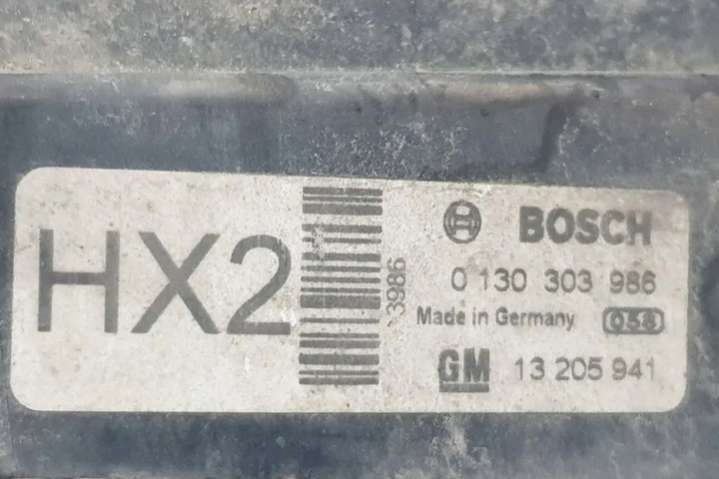 HX2
3986
BOSCH
0 130 303 986
Made in Germany 058
GM 13 205 941